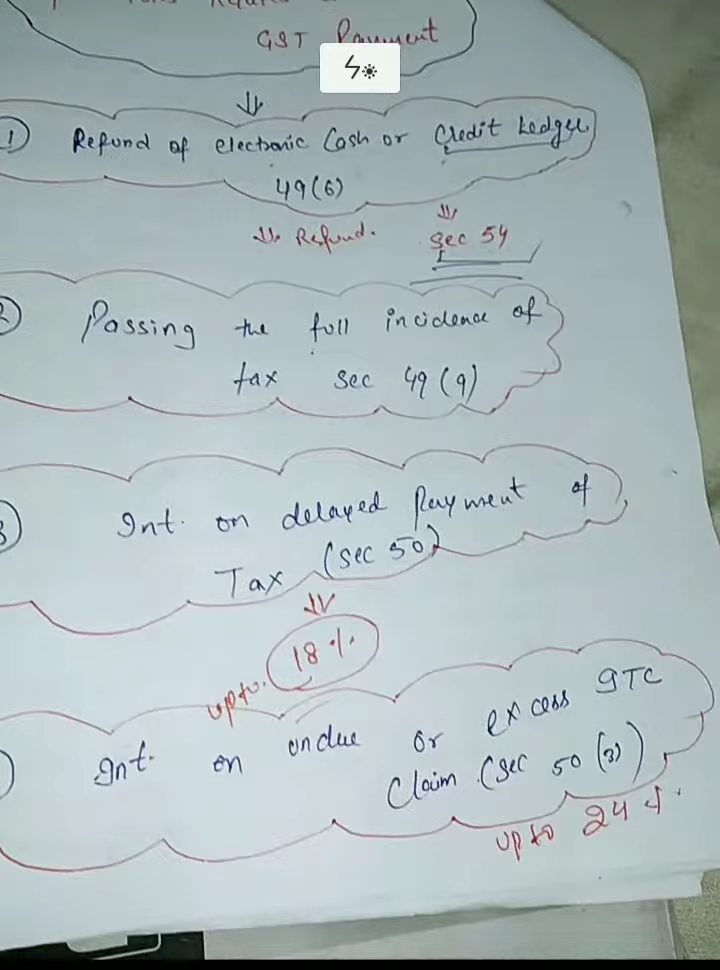 GST Payment
1) Refund of electronic Cash or Credit Ledger
49(6)
Refund. Sec 54
2) Passing the full incidence of
tax Sec 49 (9)
3) Int. on delayed Payment of
Tax (sec 50)
upto. 18%
Int. on undue or excess ITC
Claim (Sec 50 (3))
upto 24%.